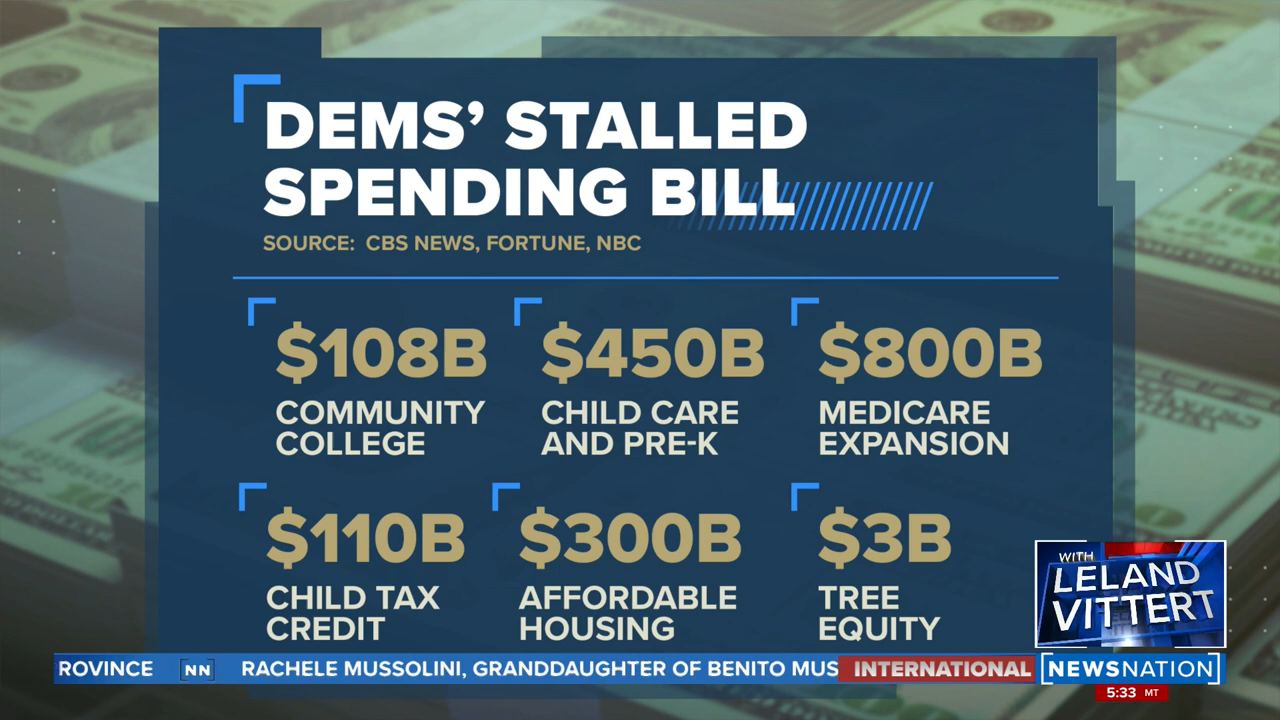 DEMS’ STALLED
SPENDING BILL
SOURCE: CBS NEWS, FORTUNE, NBC
$108B
COMMUNITY
COLLEGE
$450B
CHILD CARE
AND PRE-K
$800B
MEDICARE
EXPANSION
$110B
CHILD TAX
CREDIT
$300B
AFFORDABLE
HOUSING
$3B
TREE
EQUITY
WITH
LELAND
VITTERT
ROVINCE NN RACHELE MUSSOLINI, GRANDDAUGHTER OF BENITO MUS INTERNATIONAL NEWSNATION
5:33 MT